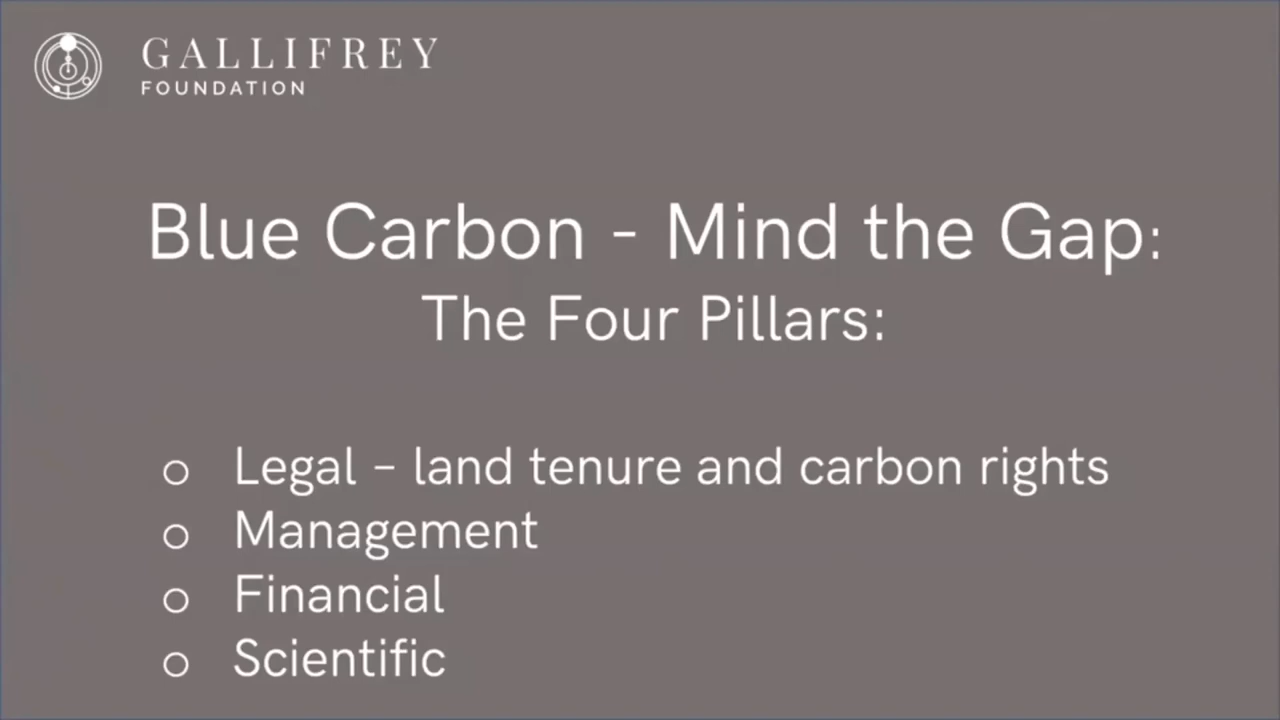 GALLIFREY
FOUNDATION
Blue Carbon - Mind the Gap:
The Four Pillars:
○ Legal – land tenure and carbon rights
○ Management
○ Financial
○ Scientific